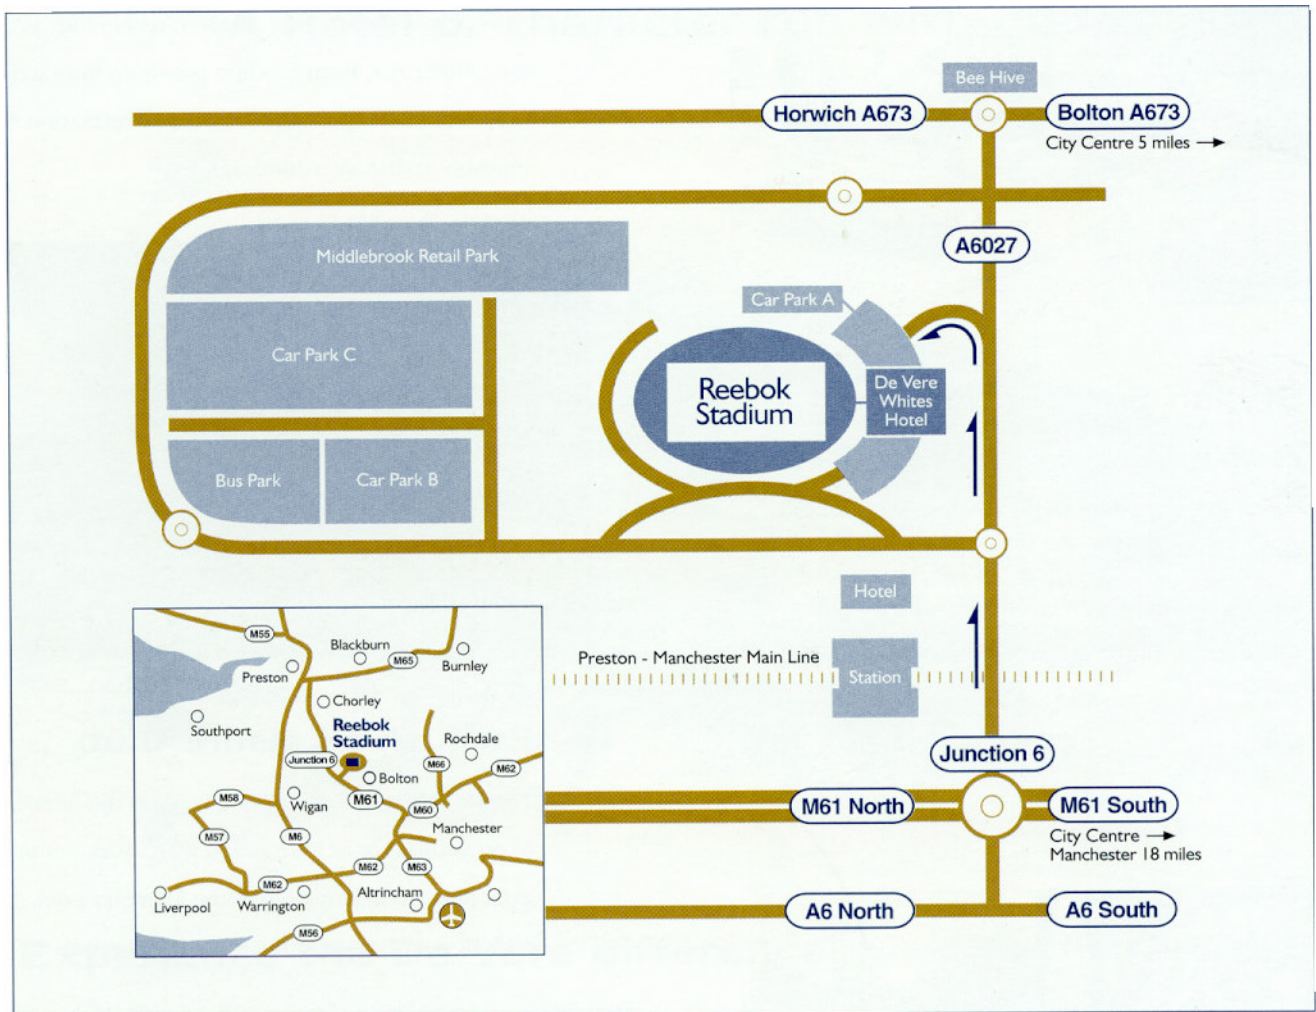 Bee Hive
Horwich A673
Bolton A673
City Centre 5 miles →
A6027
Middlebrook Retail Park
Car Park A
Car Park C
Reebok
Stadium
De Vere
Whites
Hotel
Bus Park
Car Park B
Hotel
Preston - Manchester Main Line
Station
Junction 6
M61 North
M61 South
City Centre →
Manchester 18 miles
A6 North
A6 South
M55
Blackburn
M65
Burnley
Preston
Chorley
Southport
Reebok
Stadium
Rochdale
Junction 6
M66
M62
Bolton
M58
Wigan
M61
M60
Manchester
M57
M6
M62
M63
M62
Altrincham
Liverpool
Warrington
M56